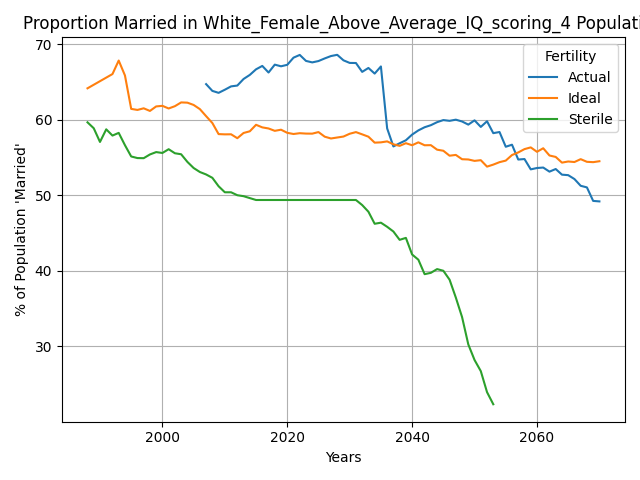 Proportion Married in White_Female_Above_Average_IQ_scoring_4 Populati
70
60
50
40
30
% of Population 'Married'
Fertility
Actual
Ideal
Sterile
2000
2020
2040
2060
Years